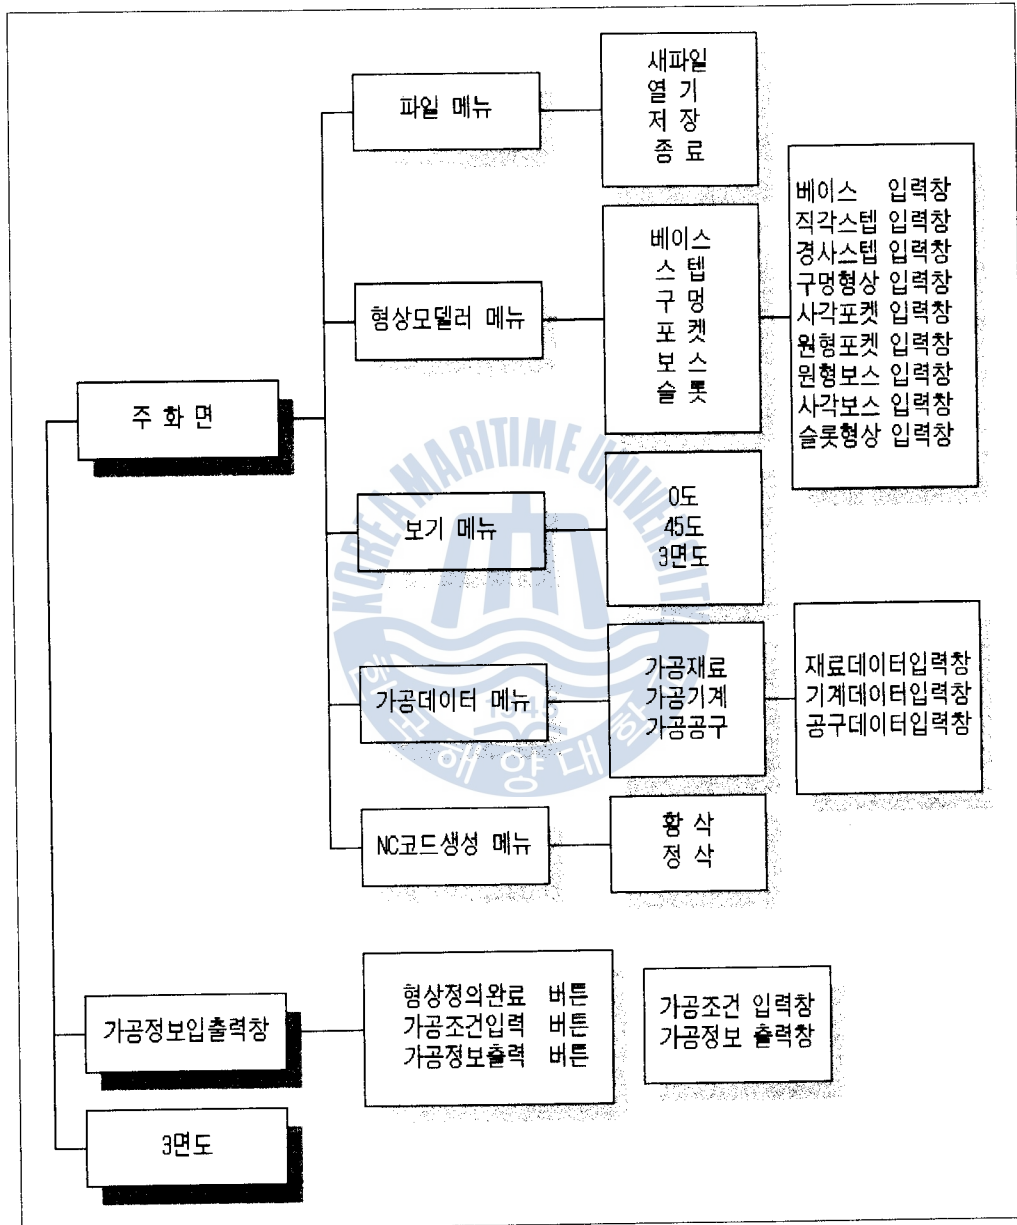 파일 메뉴
새파일
열 기
저 장
종 료
형상모델러 메뉴
베이스
스 텝
구 멍
포 켓
보 스
슬 롯
베이스 입력창
직각스텝 입력창
경사스텝 입력창
구멍형상 입력창
사각포켓 입력창
원형포켓 입력창
원형보스 입력창
사각보스 입력창
슬롯형상 입력창
주 화 면
보기 메뉴
0도
45도
3면도
가공데이터 메뉴
가공재료
가공기계
가공공구
재료데이터입력창
기계데이터입력창
공구데이터입력창
NC코드생성 메뉴
황 삭
정 삭
가공정보입출력창
형상정의완료 버튼
가공조건입력 버튼
가공정보출력 버튼
가공조건 입력창
가공정보 출력창
3면도
KOREA MARITIME UNIVERSITY
1945
한국해양대학교